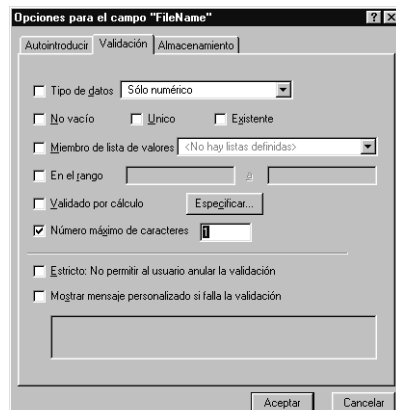 Opciones para el campo "FileName"
Autointroducir Validación Almacenamiento
Tipo de datos Sólo numérico
No vacío Unico Existente
Miembro de lista de valores <No hay listas definidas>
En el rango a
Validado por cálculo Especificar...
Número máximo de caracteres 1
Estricto: No permitir al usuario anular la validación
Mostrar mensaje personalizado si falla la validación
Aceptar Cancelar